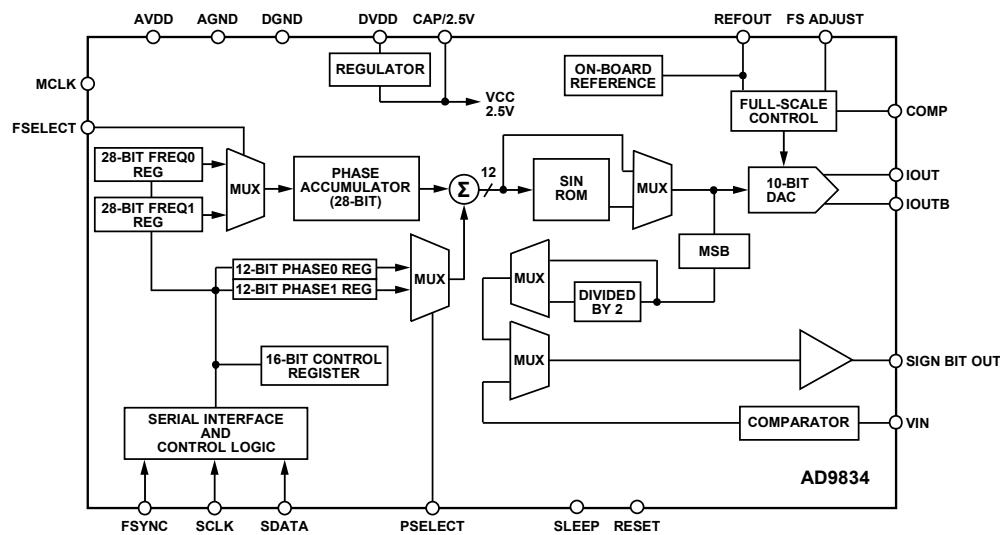 AVDD
AGND
DGND
DVDD
CAP/2.5V
REFOUT
FS ADJUST
MCLK
REGULATOR
ON-BOARD
REFERENCE
VCC
2.5V
FULL-SCALE
CONTROL
COMP
FSELECT
28-BIT FREQ0
REG
28-BIT FREQ1
REG
MUX
PHASE
ACCUMULATOR
(28-BIT)
Σ
12
SIN
ROM
MUX
10-BIT
DAC
IOUT
IOUTB
12-BIT PHASE0 REG
12-BIT PHASE1 REG
MUX
MUX
DIVIDED
BY 2
MSB
16-BIT CONTROL
REGISTER
MUX
SIGN BIT OUT
SERIAL INTERFACE
AND
CONTROL LOGIC
COMPARATOR
VIN
AD9834
FSYNC
SCLK
SDATA
PSELECT
SLEEP
RESET